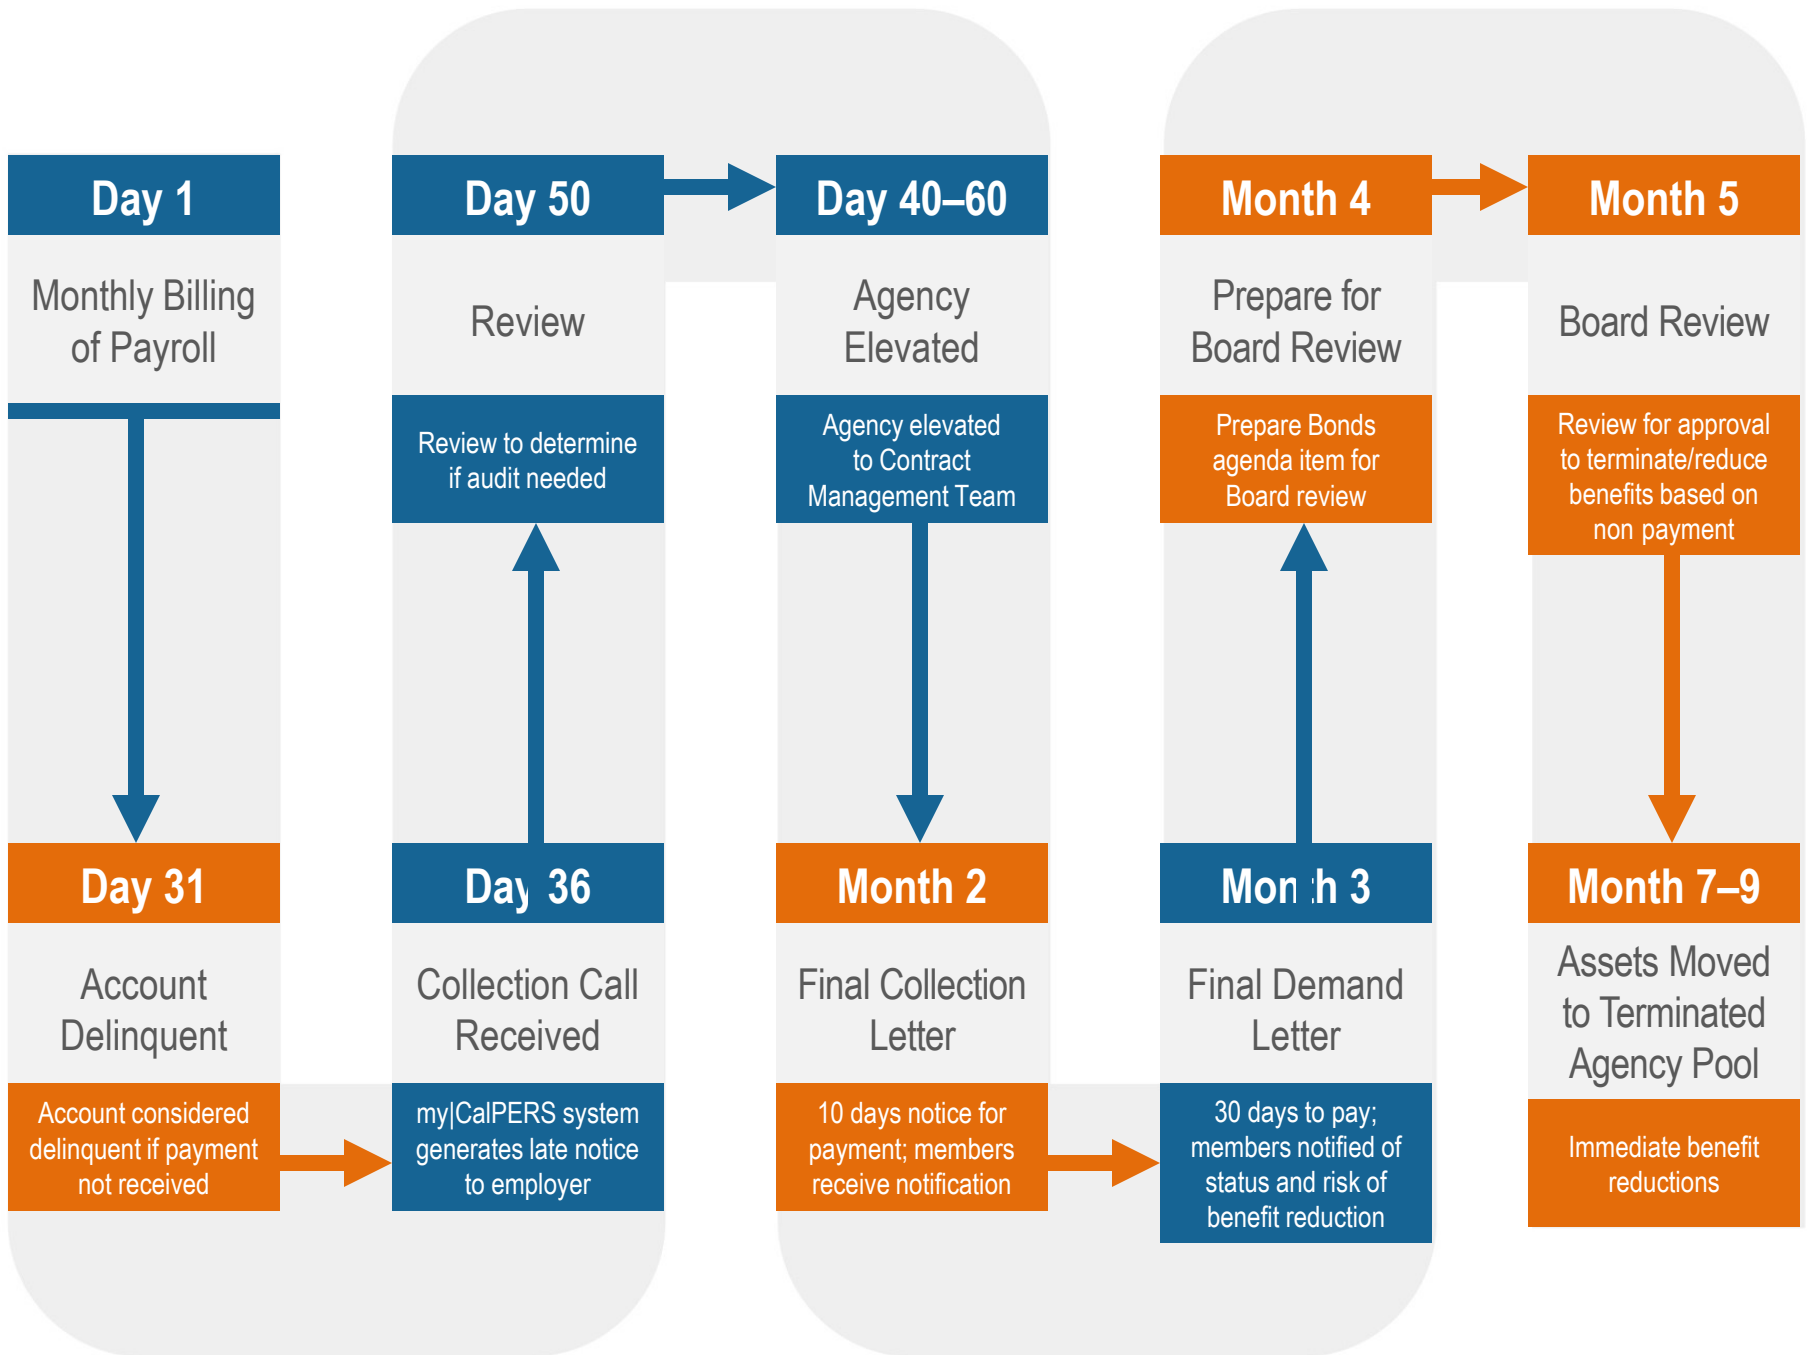 Day 1
Monthly Billing
of Payroll
Day 31
Account
Delinquent
Account considered
delinquent if payment
not received
Day 36
Collection Call
Received
my|CalPERS system
generates late notice
to employer
Day 50
Review
Review to determine
if audit needed
Day 40–60
Agency
Elevated
Agency elevated
to Contract
Management Team
Month 2
Final Collection
Letter
10 days notice for
payment; members
receive notification
Month 3
Final Demand
Letter
30 days to pay;
members notified of
status and risk of
benefit reduction
Month 4
Prepare for
Board Review
Prepare Bonds
agenda item for
Board review
Month 5
Board Review
Review for approval
to terminate/reduce
benefits based on
non payment
Month 7–9
Assets Moved
to Terminated
Agency Pool
Immediate benefit
reductions